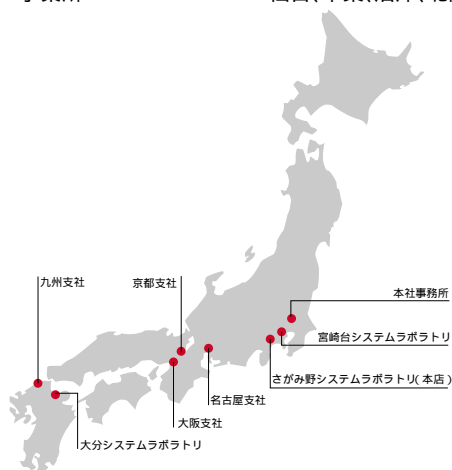 九州支社
京都支社
本社事務所
宮崎台システムラボラトリ
さがみ野システムラボラトリ(本店)
名古屋支社
大阪支社
大分システムラボラトリ